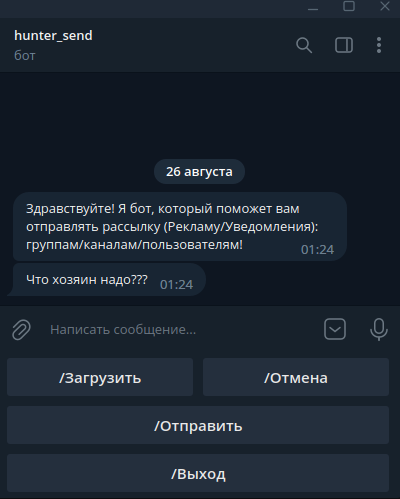 hunter_send
бот
26 августа
Здравствуйте! Я бот, который поможет вам
отправлять рассылку (Рекламу/Уведомления):
группам/каналам/пользователям! 01:24
Что хозяин надо??? 01:24
Написать сообщение...
/Загрузить /Отмена
/Отправить
/Выход